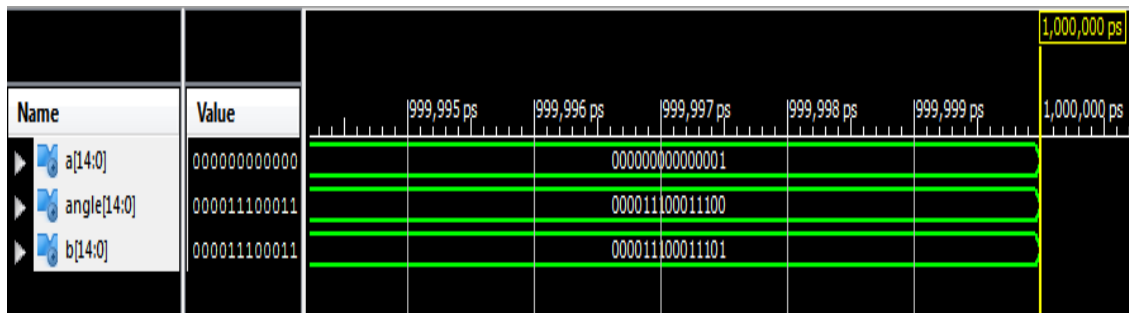 1,000,000 ps
Name Value 999,995 ps 999,996 ps 999,997 ps 999,998 ps 999,999 ps 1,000,000 ps
a[14:0] 000000000000 000000000000001
angle[14:0] 000011100011 000011100011100
b[14:0] 000011100011 000011100011101